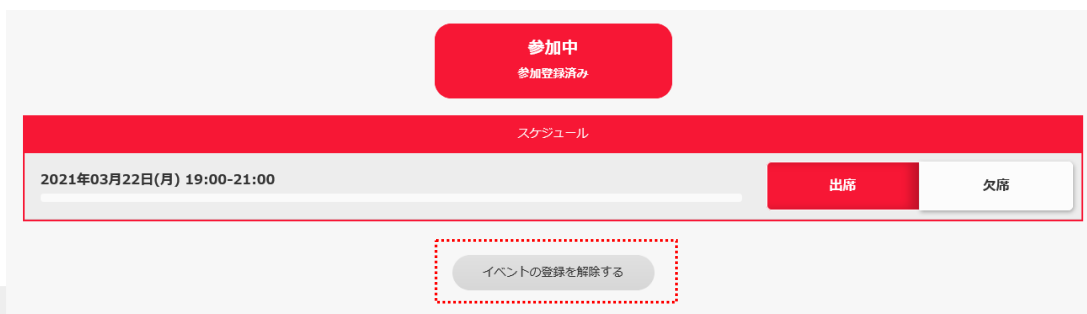 参加中
参加登録済み
スケジュール
2021年03月22日(月) 19:00-21:00
出席
欠席
イベントの登録を解除する